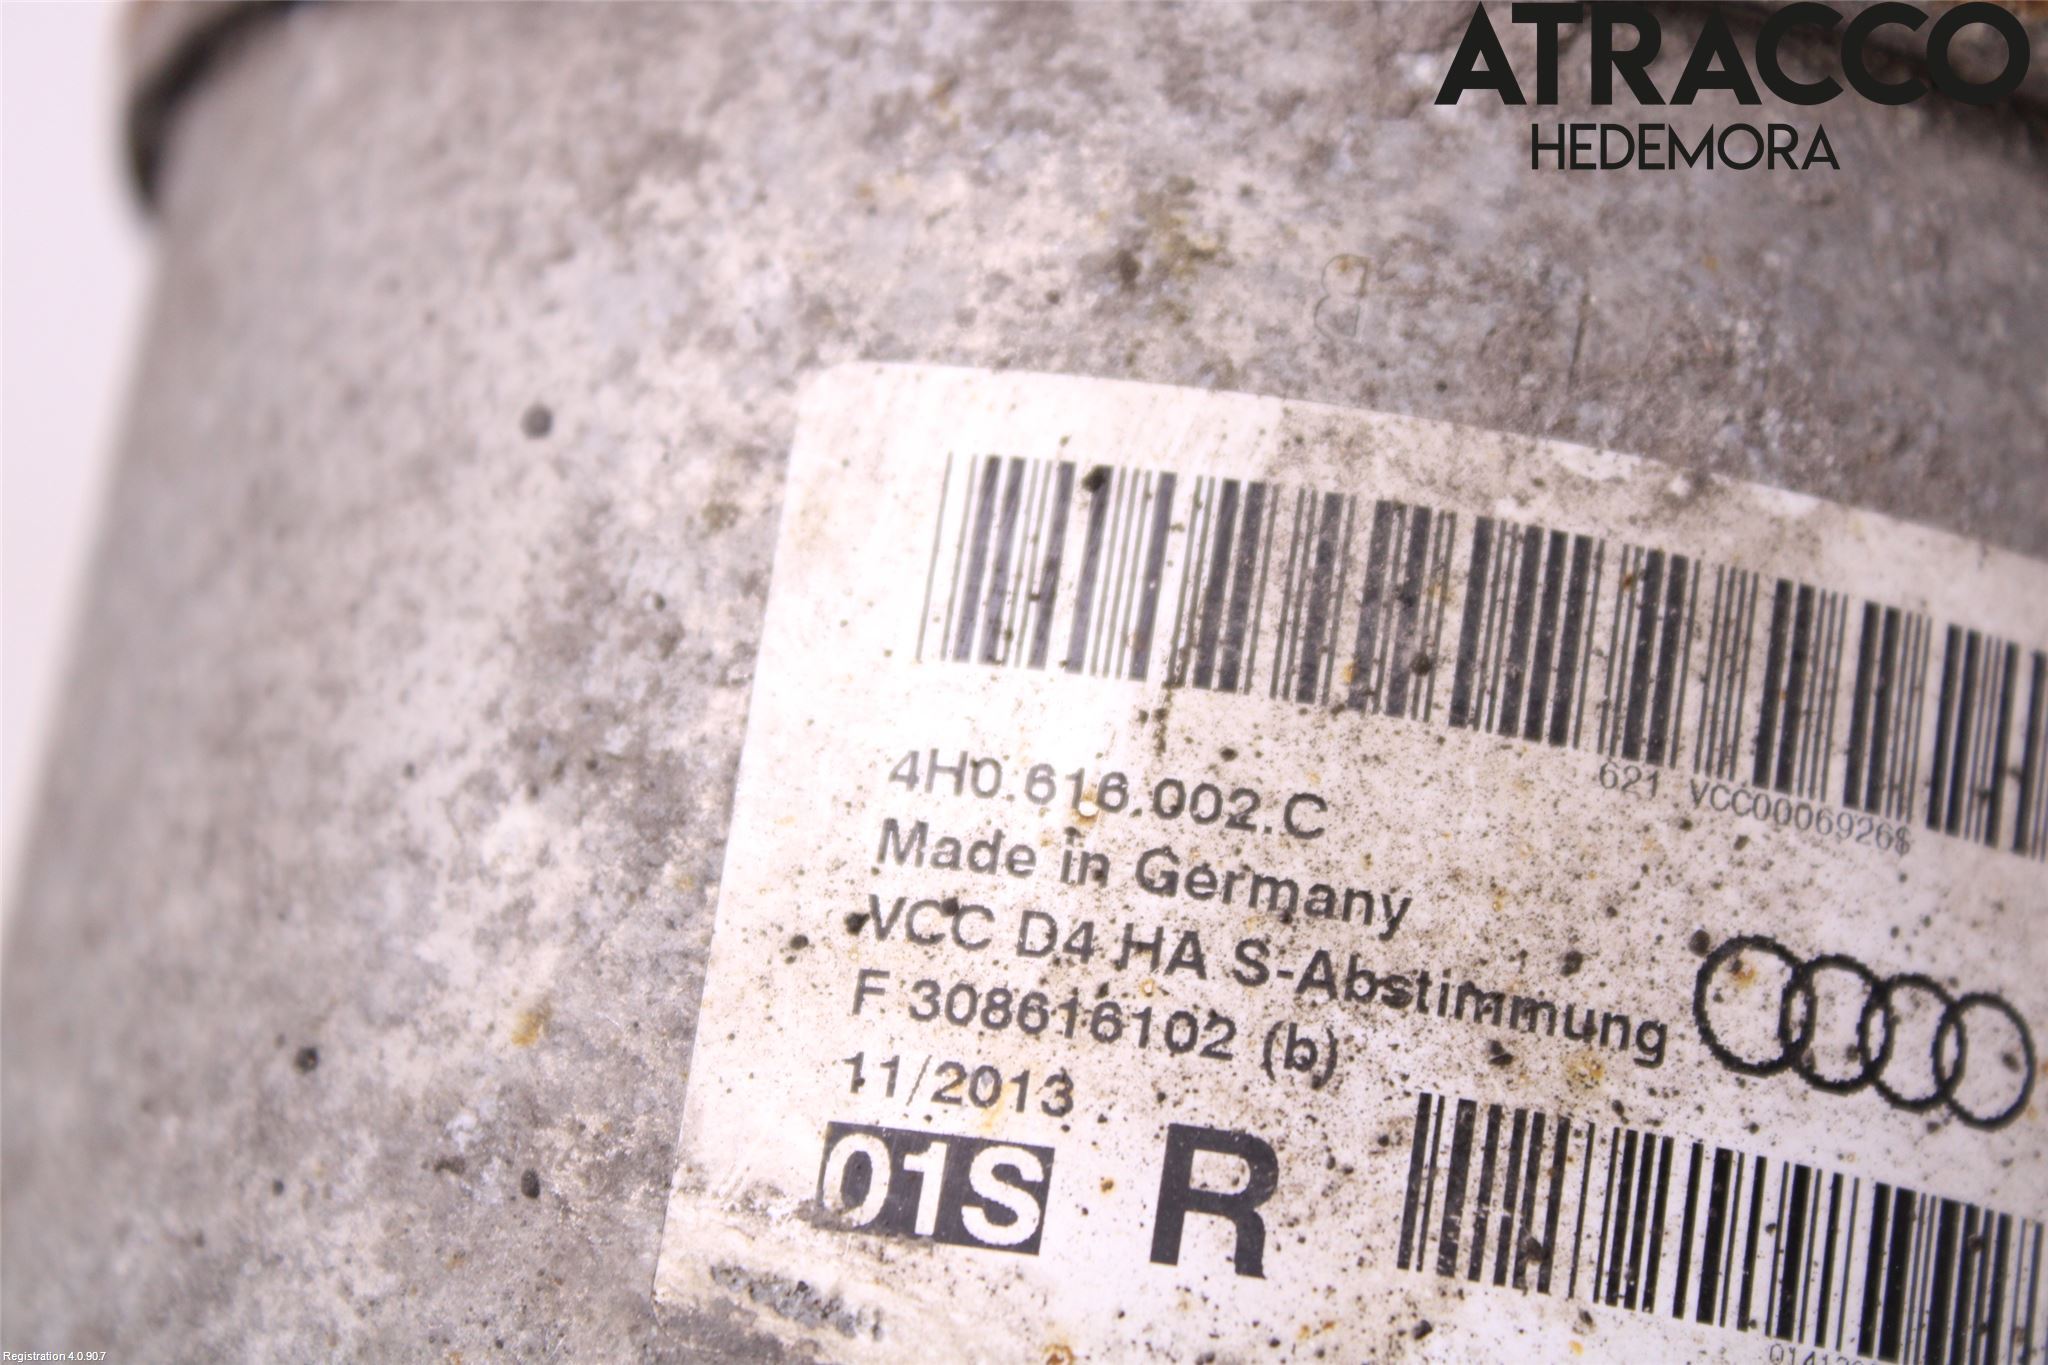 ATRACCO
HEDEMORA
B
621 VCC0006926$
4H0.616.002.C
Made in Germany
VCC D4 HA S-Abstimmung
F 308616102 (b)
11/2013
01S R
Registration 4.0.90.7